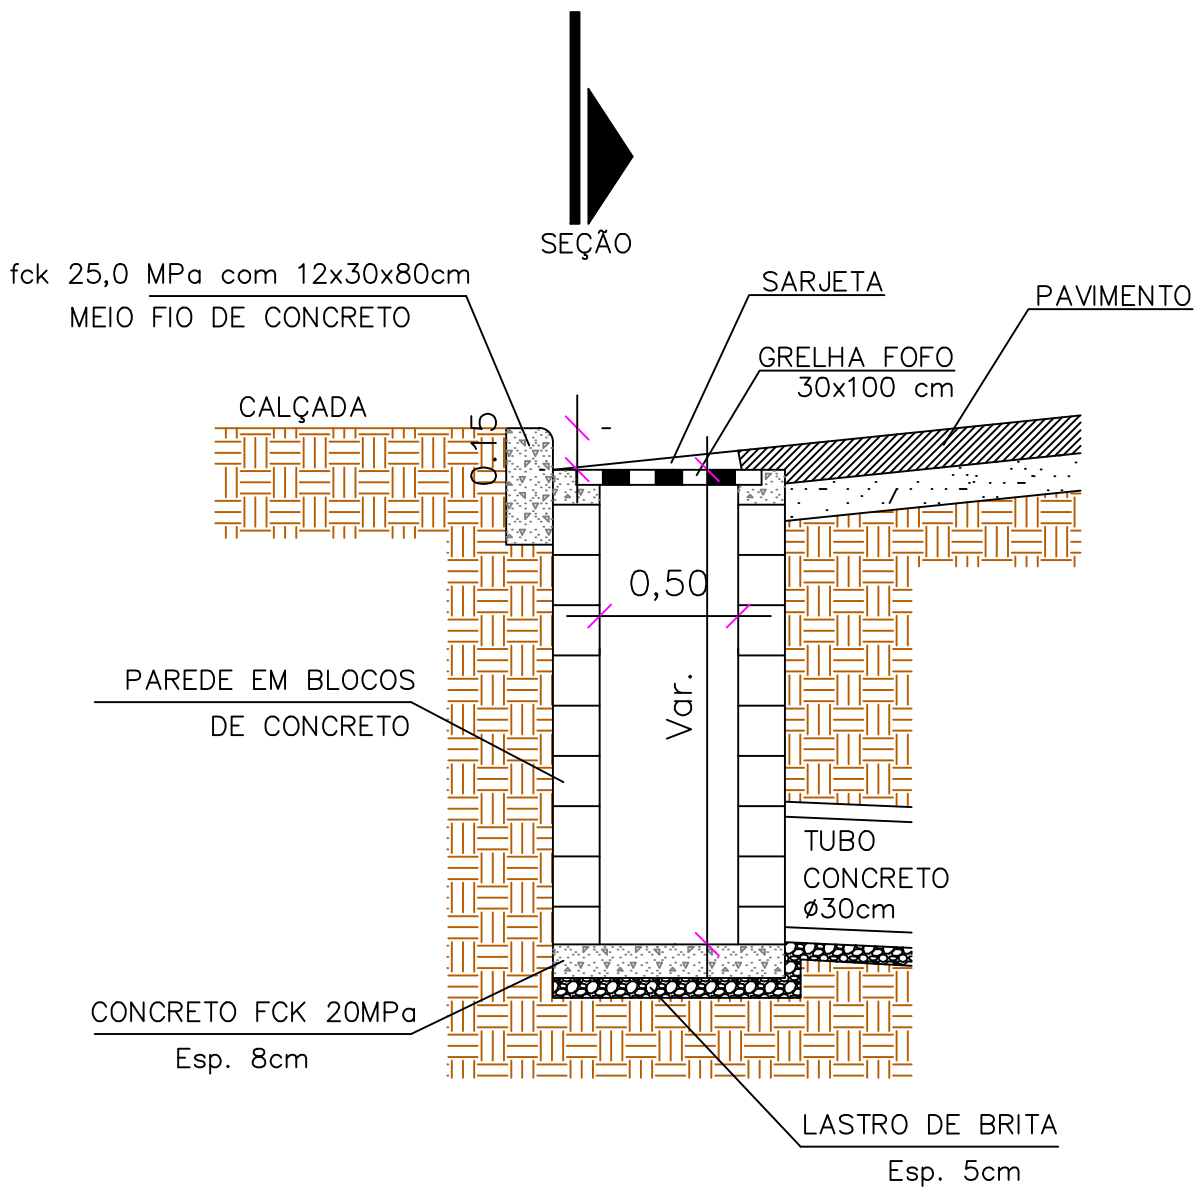 SEÇÃO
fck 25,0 MPa com 12x30x80cm
MEIO FIO DE CONCRETO
SARJETA
PAVIMENTO
GRELHA FOFO
30x100 cm
CALÇADA
0.15
0,50
Var.
PAREDE EM BLOCOS
DE CONCRETO
TUBO
CONCRETO
ø30cm
CONCRETO FCK 20MPa
Esp. 8cm
LASTRO DE BRITA
Esp. 5cm